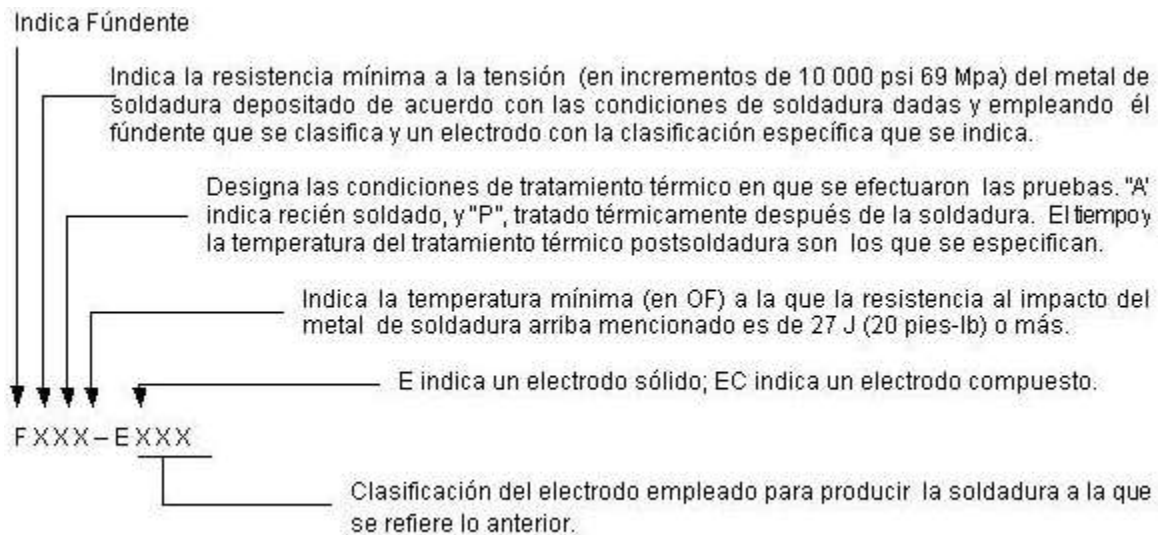 Indica Fúndente
Indica la resistencia mínima a la tensión (en incrementos de 10 000 psi 69 Mpa) del metal de
soldadura depositado de acuerdo con las condiciones de soldadura dadas y empleando él
fúndente que se clasifica y un electrodo con la clasificación específica que se indica.
Designa las condiciones de tratamiento térmico en que se efectuaron las pruebas. "A'
indica recién soldado, y "P", tratado térmicamente después de la soldadura. El tiempo y
la temperatura del tratamiento térmico postsoldadura son los que se especifican.
Indica la temperatura mínima (en OF) a la que la resistencia al impacto del
metal de soldadura arriba mencionado es de 27 J (20 pies-lb) o más.
E indica un electrodo sólido; EC indica un electrodo compuesto.
FXXX–EXXX
Clasificación del electrodo empleado para producir la soldadura a la que
se refiere lo anterior.